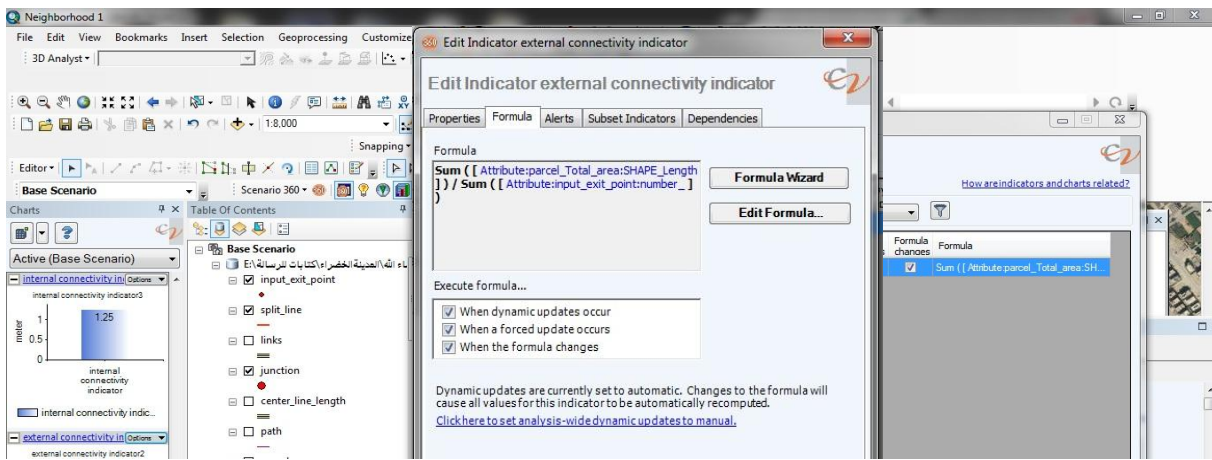 Neighborhood 1
File Edit View Bookmarks Insert Selection Geoprocessing Customize
3D Analyst
1:8,000
Snapping
Editor
Base Scenario
Scenario 360
Charts
Table Of Contents
Active (Base Scenario)
internal connectivity in
Options
internal connectivity indicator3
meter
1
0.5
0
1.25
internal
connectivity
indicator
internal connectivity indic...
external connectivity in
Options
external connectivity indicator2
Base Scenario
E:\المدينة الخضراء\كتابات للرسالة
input_exit_point
split_line
links
junction
center_line_length
path
Edit Indicator external connectivity indicator
Edit Indicator external connectivity indicator
Properties Formula Alerts Subset Indicators Dependencies
Formula
Sum ( [ Attribute:parcel_Total_area:SHAPE_Length
] ) / Sum ( [ Attribute:input_exit_point:number_ ]
)
Formula Wizard
Edit Formula...
Execute formula...
When dynamic updates occur
When a forced update occurs
When the formula changes
Dynamic updates are currently set to automatic. Changes to the formula will
cause all values for this indicator to be automatically recomputed.
Click here to set analysis-wide dynamic updates to manual.
How are indicators and charts related?
Formula
changes
Formula
Sum ( [ Attribute:parcel_Total_area:SH...